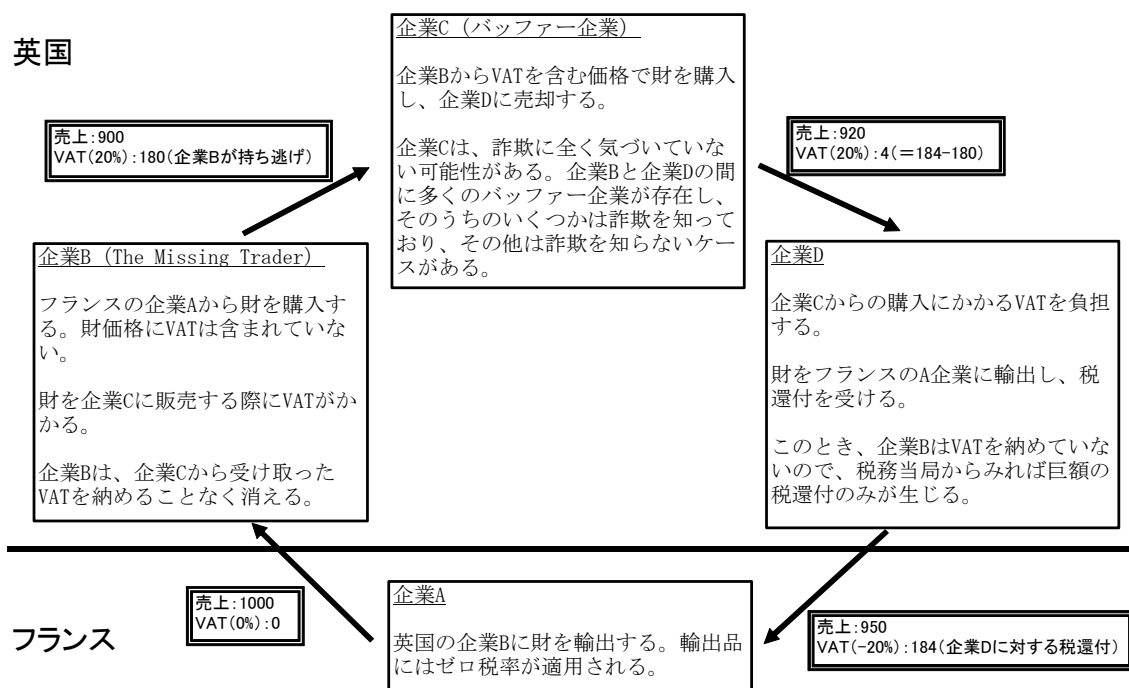 英国
企業C（バッファー企業）
企業BからVATを含む価格で財を購入
し、企業Dに売却する。
企業Cは、詐欺に全く気づいていな
い可能性がある。企業Bと企業Dの間
に多くのバッファー企業が存在し、
そのうちのいくつかは詐欺を知って
おり、その他は詐欺を知らないケー
スがある。
売上:900
VAT(20%):180(企業Bが持ち逃げ)
売上:920
VAT(20%):4(＝184-180)
企業B（The Missing Trader）
フランスの企業Aから財を購入す
る。財価格にVATは含まれていな
い。
財を企業Cに販売する際にVATがか
かる。
企業Bは、企業Cから受け取った
VATを納めることなく消える。
企業D
企業Cからの購入にかかるVATを負担
する。
財をフランスのA企業に輸出し、税
還付を受ける。
このとき、企業BはVATを納めていな
いので、税務当局からみれば巨額の
税還付のみが生じる。
フランス
売上:1000
VAT(0%):0
企業A
英国の企業Bに財を輸出する。輸出品
にはゼロ税率が適用される。
売上:950
VAT(-20%):184(企業Dに対する税還付)